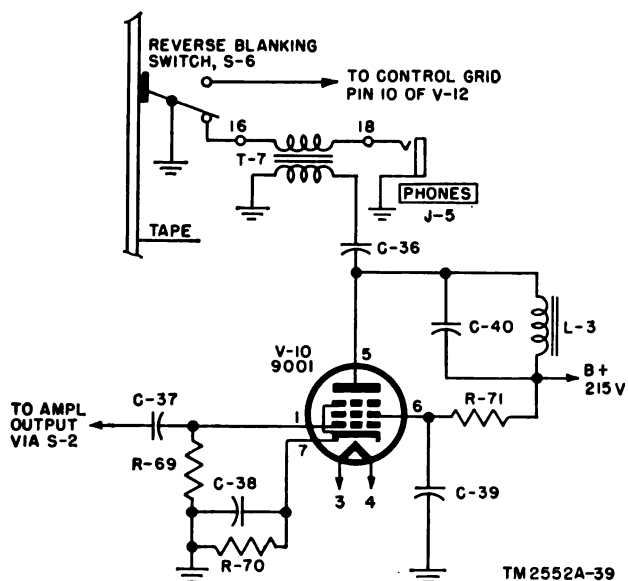 REVERSE BLANKING
SWITCH, S-6
TO CONTROL GRID
PIN 10 OF V-12
16
18
T-7
PHONES
J-5
TAPE
C-36
C-40
L-3
V-10
9001
5
B+
215V
C-37
R-71
TO AMPL
OUTPUT
VIA S-2
1
6
7
R-69
C-38
3
4
C-39
R-70
TM2552A-39